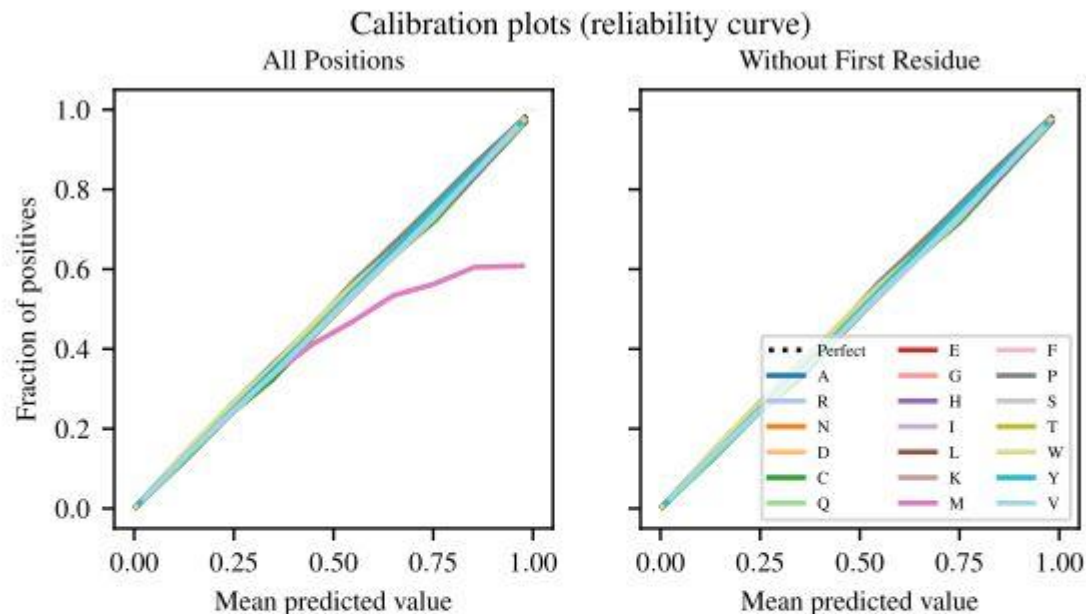 Calibration plots (reliability curve)
All Positions
Without First Residue
Fraction of positives
1.0
0.8
0.6
0.4
0.2
0.0
0.00 0.25 0.50 0.75 1.00
0.00 0.25 0.50 0.75 1.00
Mean predicted value
Mean predicted value
Perfect
A
R
N
D
C
Q
E
G
H
I
L
K
M
F
P
S
T
W
Y
V